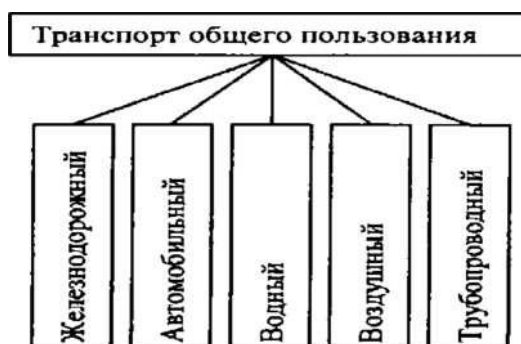 Транспорт общего пользования
Железнодорожный
Автомобильный
Водный
Воздушный
Трубопроводный